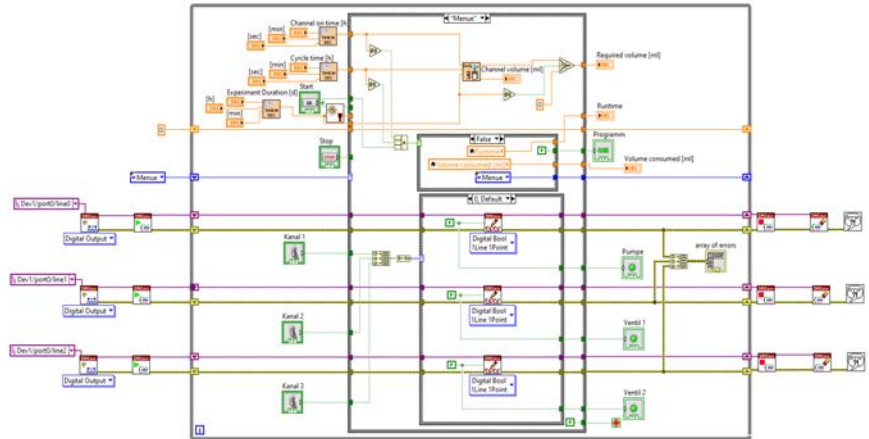 "Menue"
Channel on time [h]
[min]
[sec]
Cyrcle time [h]
[min]
[sec]
Channel volume [ml]
Required volume [ml]
Experiment Duration [d]
Start
[h]
[min]
Runtime
False
Runtime
Programm
Stop
F
Volume consumed [ml]
Volume consumed [ml]
Menue
Menue
0, Default
Dev1/port0/line0
Digital Output
F
Digital Bool
1Line 1Point
Kanal 1
Pumpe
array of errors
Dev1/port0/line1
Digital Output
F
Digital Bool
1Line 1Point
Kanal 2
Ventil 1
Dev1/port0/line2
Digital Output
F
Digital Bool
1Line 1Point
Kanal 3
Ventil 2
F
i